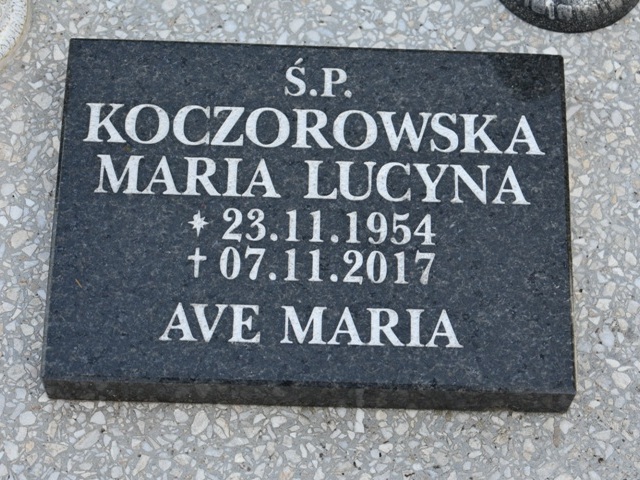 Ś.P.
KOCZOROWSKA
MARIA LUCYNA
* 23.11.1954
† 07.11.2017
AVE MARIA